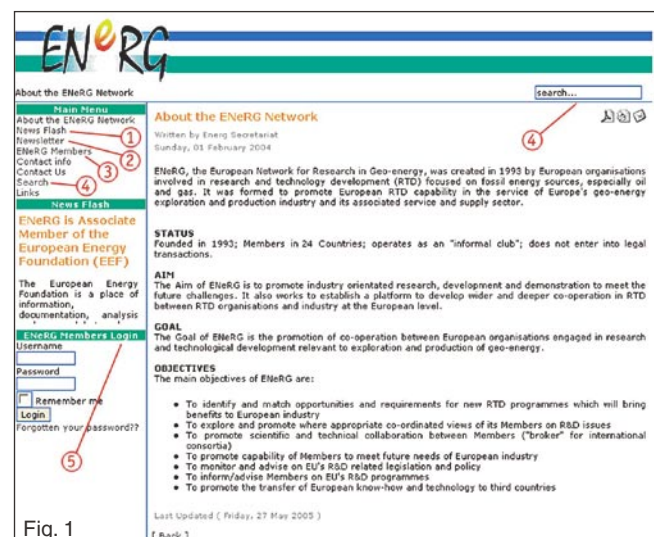 ENeRG
About the ENeRG Network
search...
Main Menu
About the ENeRG Network
News Flash
Newsletter
ENeRG Members
Contact info
Contact Us
Search
Links
1
2
3
4
News Flash
ENeRG is Associate
Member of the
European Energy
Foundation (EEF)
The European Energy
Foundation is a place of
information,
documentation, analysis
ENeRG Members Login
Username
Password
Remember me
Login
Forgotten your password??
5
About the ENeRG Network
4
Written by Energ Secretariat
Sunday, 01 February 2004
ENeRG, the European Network for Research in Geo-energy, was created in 1993 by European organisations
involved in research and technology development (RTD) focused on fossil energy sources, especially oil
and gas. It was formed to promote European RTD capability in the service of Europe's geo-energy
exploration and production industry and its associated service and supply sector.
STATUS
Founded in 1993; Members in 24 Countries; operates as an "informal club"; does not enter into legal
transactions.
AIM
The Aim of ENeRG is to promote industry orientated research, development and demonstration to meet the
future challenges. It also works to establish a platform to develop wider and deeper co-operation in RTD
between RTD organisations and industry at the European level.
GOAL
The Goal of ENeRG is the promotion of co-operation between European organisations engaged in research
and technological development relevant to exploration and production of geo-energy.
OBJECTIVES
The main objectives of ENeRG are:
• To identify and match opportunities and requirements for new RTD programmes which will bring
benefits to European industry
• To explore and promote where appropriate co-ordinated views of its Members on R&D issues
• To promote scientific and technical collaboration between Members ("broker" for international
consortia)
• To promote capability of Members to meet future needs of European industry
• To monitor and advise on EU's R&D related legislation and policy
• To inform/advise Members on EU's R&D programmes
• To promote the transfer of European know-how and technology to third countries
Last Updated ( Friday, 27 May 2005 )
[ Back ]
Fig. 1